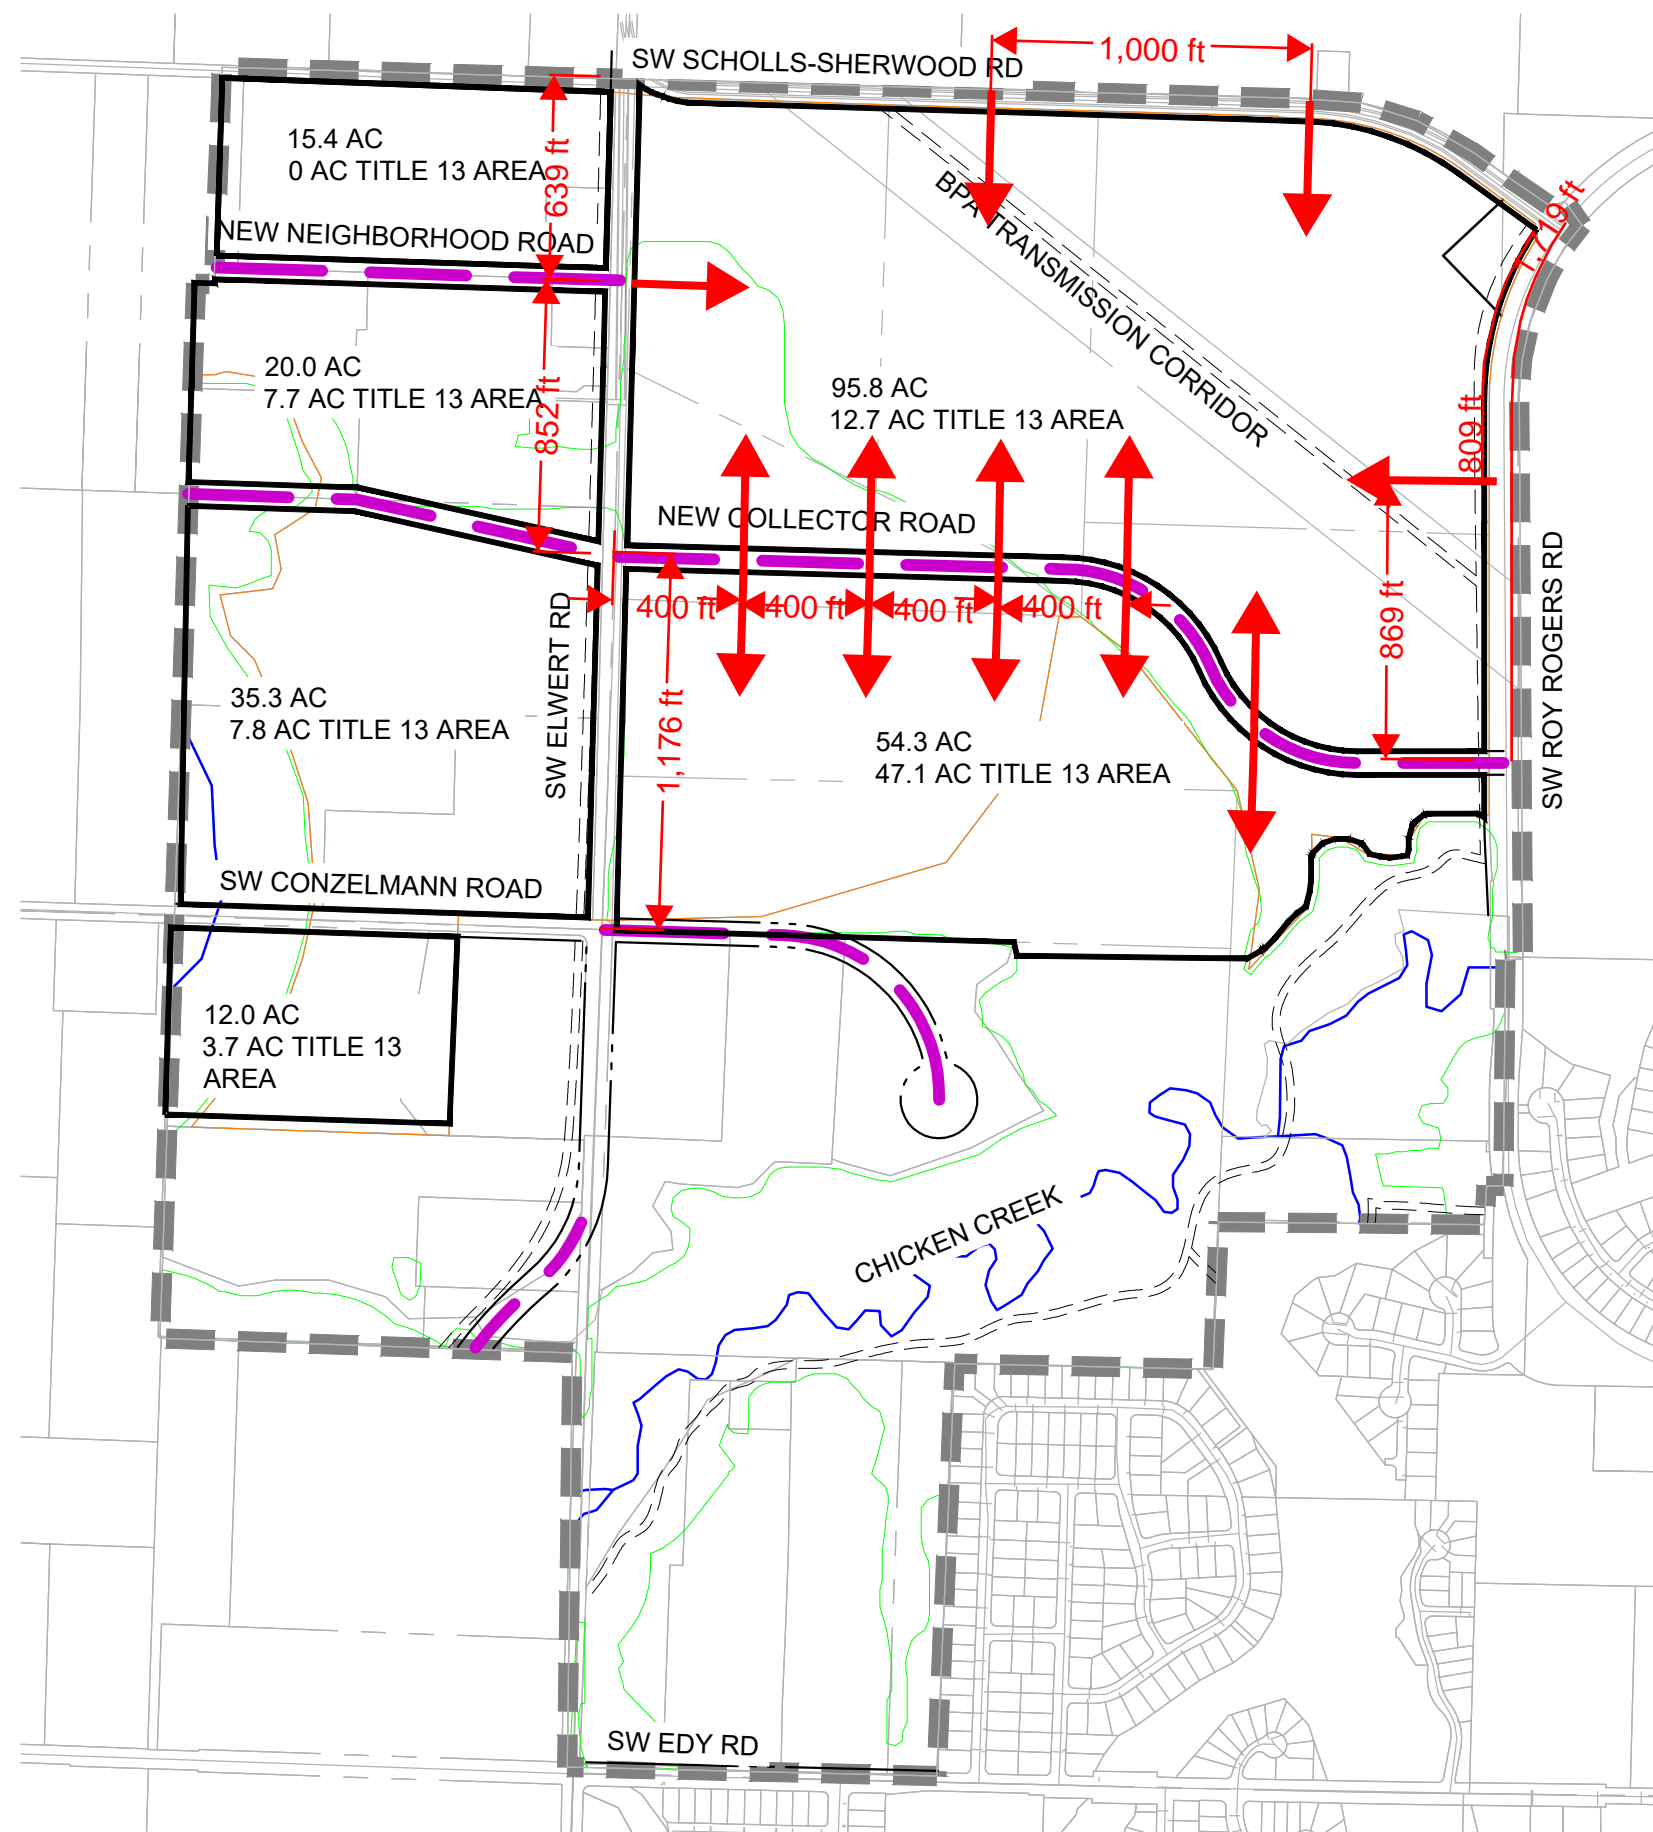 SW SCHOLLS-SHERWOOD RD
1,000 ft
15.4 AC
0 AC TITLE 13 AREA
639 ft
NEW NEIGHBORHOOD ROAD
BPA TRANSMISSION CORRIDOR
1,719 ft
20.0 AC
7.7 AC TITLE 13 AREA
852 ft
95.8 AC
12.7 AC TITLE 13 AREA
809 ft
NEW COLLECTOR ROAD
400 ft
400 ft
400 ft
400 ft
869 ft
SW ROY ROGERS RD
SW ELWERT RD
1,176 ft
35.3 AC
7.8 AC TITLE 13 AREA
54.3 AC
47.1 AC TITLE 13 AREA
SW CONZELMANN ROAD
12.0 AC
3.7 AC TITLE 13
AREA
CHICKEN CREEK
SW EDY RD